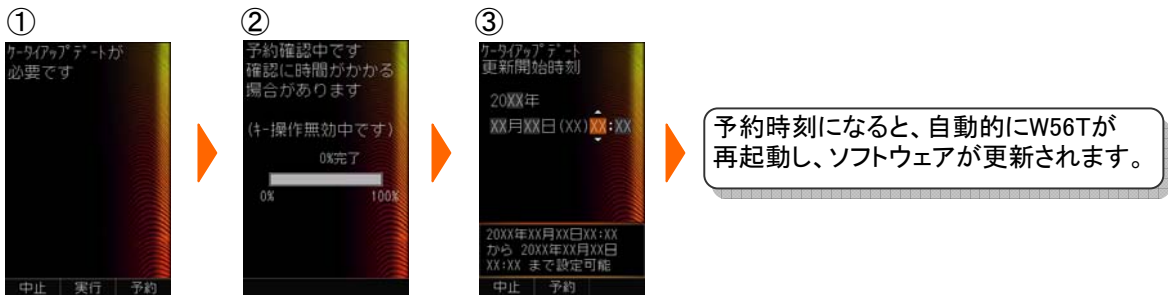 ①
ｹｰﾀｲｱｯﾌﾟﾃﾞｰﾄが
必要です
中止 実行 予約
②
予約確認中です
確認に時間がかかる
場合があります
(ｷｰ操作無効中です)
0%完了
0% 100%
③
ｹｰﾀｲｱｯﾌﾟﾃﾞｰﾄ
更新開始時刻
20XX年
XX月XX日(XX)XX:XX
20XX年XX月XX日XX:XX
から 20XX年XX月XX日
XX:XX まで設定可能
中止 予約
予約時刻になると、自動的にW56Tが
再起動し、ソフトウェアが更新されます。